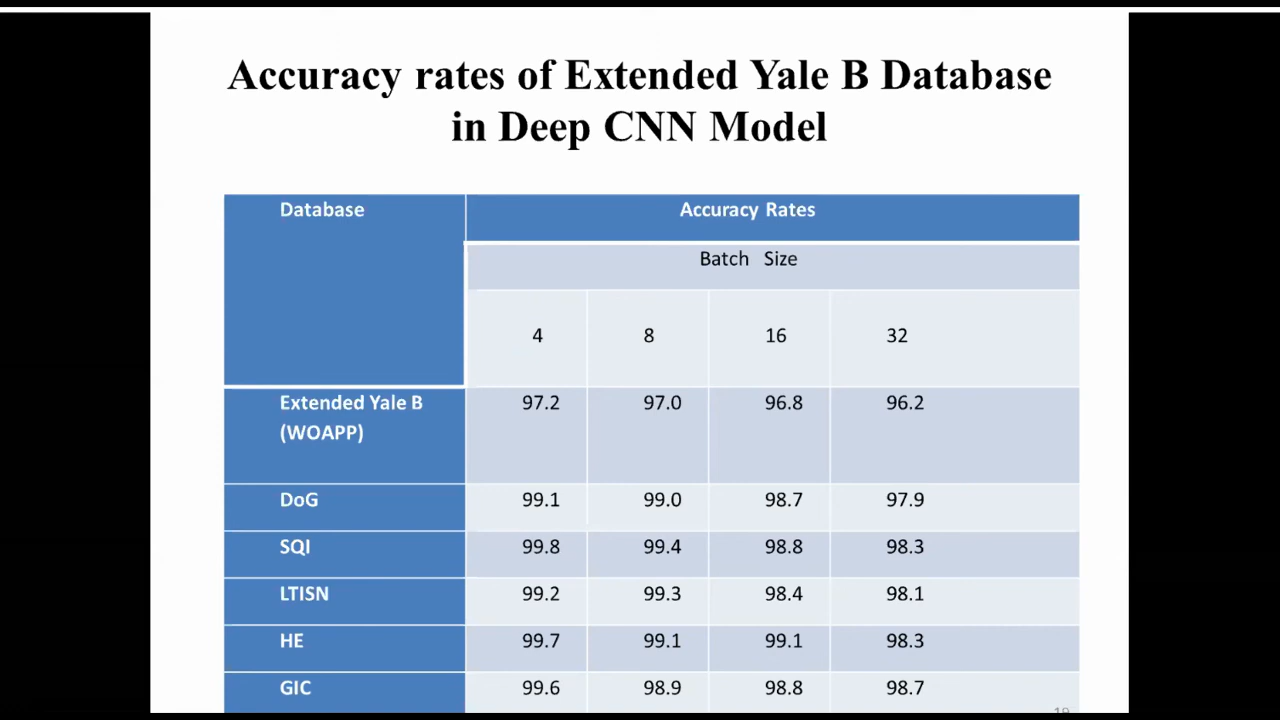 Accuracy rates of Extended Yale B Database
in Deep CNN Model
Database Accuracy Rates
Batch Size
4 8 16 32
Extended Yale B 97.2 97.0 96.8 96.2
(WOAPP)
DoG 99.1 99.0 98.7 97.9
SQI 99.8 99.4 98.8 98.3
LTISN 99.2 99.3 98.4 98.1
HE 99.7 99.1 99.1 98.3
GIC 99.6 98.9 98.8 98.7